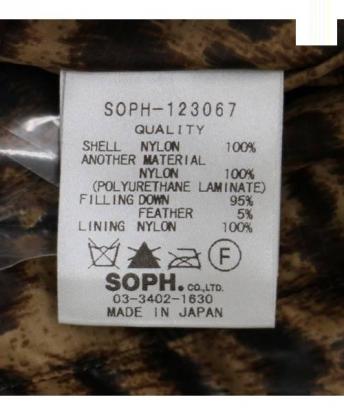 SOPH-123067
QUALITY
SHELL NYLON 100%
ANOTHER MATERIAL
NYLON 100%
(POLYURETHANE LAMINATE)
FILLING DOWN 95%
FEATHER 5%
LINING NYLON 100%
F
SOPH.CO.,LTD.
03-3402-1630
MADE IN JAPAN